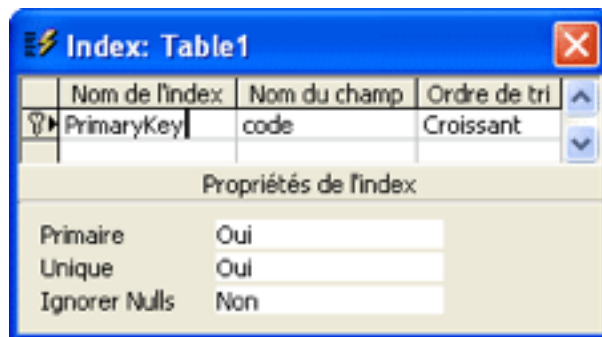 Index: Table1
Nom de l'index Nom du champ Ordre de tri
PrimaryKey code Croissant
Propriétés de l'index
Primaire Oui
Unique Oui
Ignorer Nulls Non